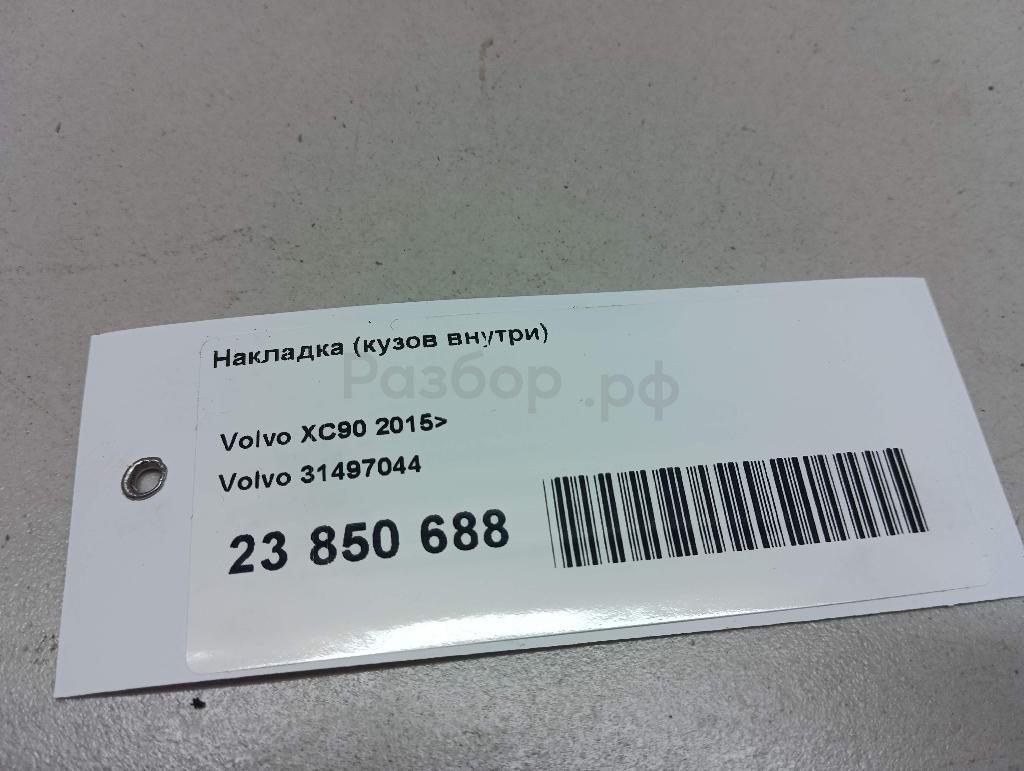 Накладка (кузов внутри)
Разбор.рф
Volvo XC90 2015>
Volvo 31497044
23 850 688